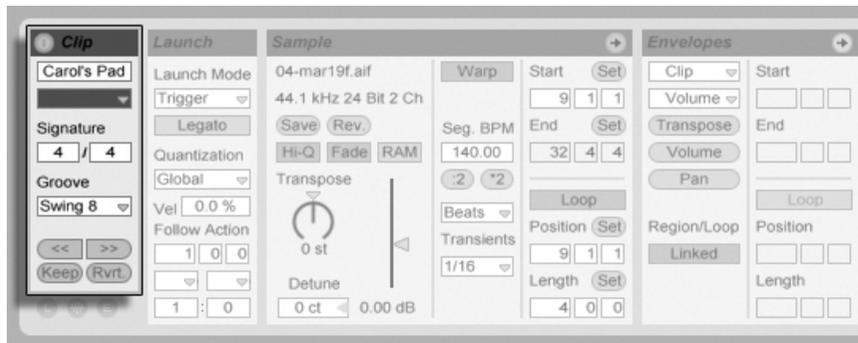 Clip
Carol's Pad
Signature
4 / 4
Groove
Swing 8
<< >>
Keep Rvrt.
L W E
Launch
Launch Mode
Trigger
Legato
Quantization
Global
Vel 0.0 %
Follow Action
1 0 0
1 : 0
Sample
04-mar19f.aif
44.1 kHz 24 Bit 2 Ch
Save Rev.
Hi-Q Fade RAM
Transpose
0 st
Detune
0 ct 0.00 dB
Warp
Seg. BPM
140.00
:2 *2
Beats
Transients
1/16
Start Set
9 1 1
End Set
32 4 4
Loop
Position Set
9 1 1
Length Set
4 0 0
Envelopes
Clip
Volume
Transpose
Volume
Pan
Region/Loop
Linked
Start
End
Loop
Position
Length